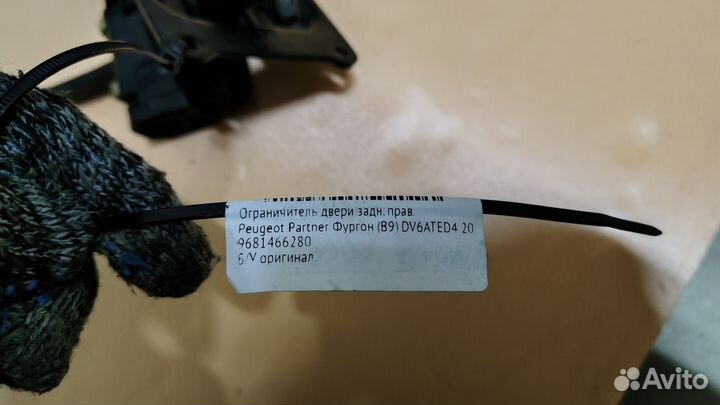 Ограничитель двери задн. прав.
Peugeot Partner Фургон (B9) DV6ATED4 20
9681466280
Б/У оригинал
Avito